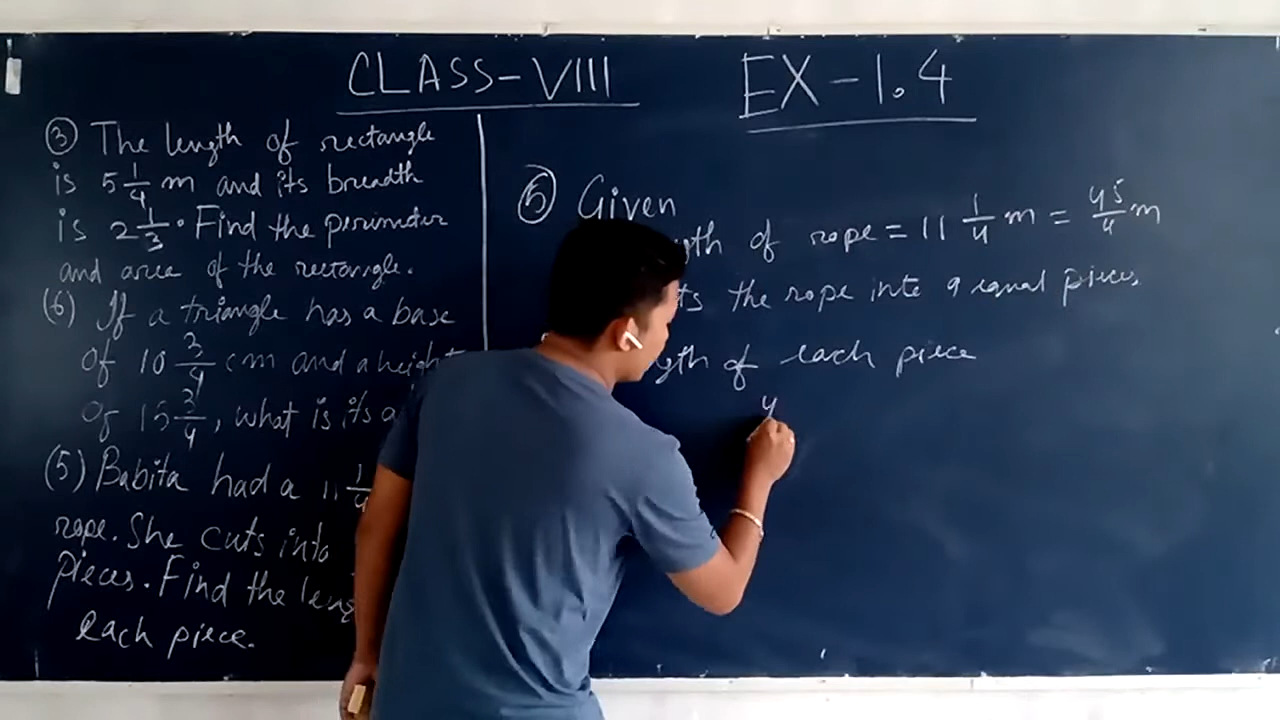 CLASS-VIII
EX-1.4
③ The length of rectangle
is 5 1/4 m and its breadth
is 2 1/3. Find the perimeter
and area of the rectangle.
(6) If a triangle has a base
of 10 3/4 cm and a height
of 15 3/4, what is its
(5) Babita had a 11 1/4
rope. She cuts into
pieces. Find the
each piece.
⑤ Given
of rope = 11 1/4 m = 45/4 m
the rope into 9 equal pieces,
of each piece
4